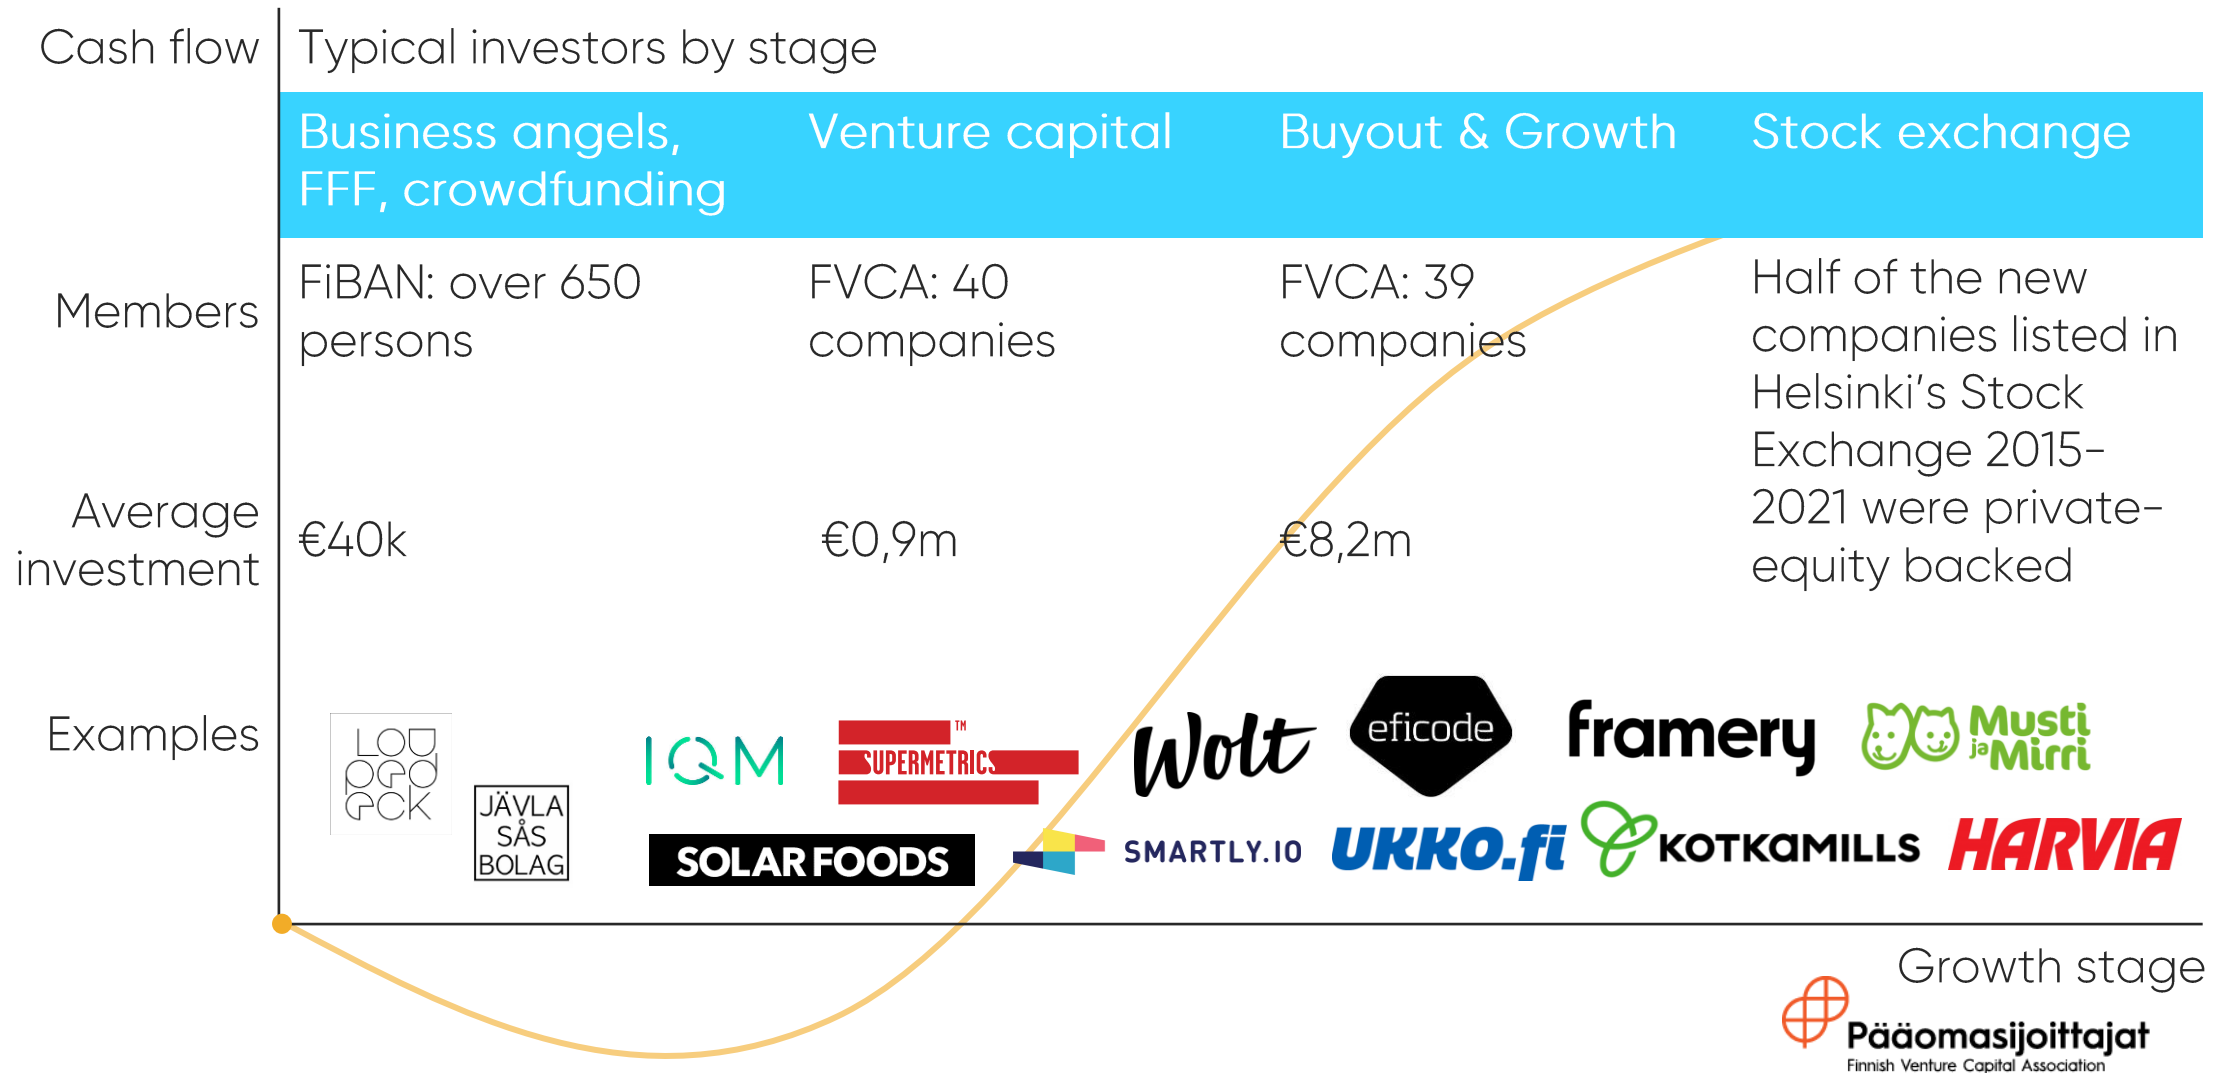 Cash flow
Typical investors by stage
Business angels,
FFF, crowdfunding
Venture capital
Buyout & Growth
Stock exchange
Members
FiBAN: over 650
persons
FVCA: 40
companies
FVCA: 39
companies
Half of the new
companies listed in
Helsinki's Stock
Exchange 2015-
2021 were private-
equity backed
Average
investment
€40k
€0,9m
€8,2m
Examples
LOU
PED
ECK
JÄVLA
SÅS
BOLAG
IQM
SOLAR FOODS
SUPERMETRICS™
Wolt
SMARTLY.IO
eficode
UKKO.fi
framery
KOTKAMILLS
Musti
ja Mirri
HARVIA
Growth stage
Pääomasijoittajat
Finnish Venture Capital Association